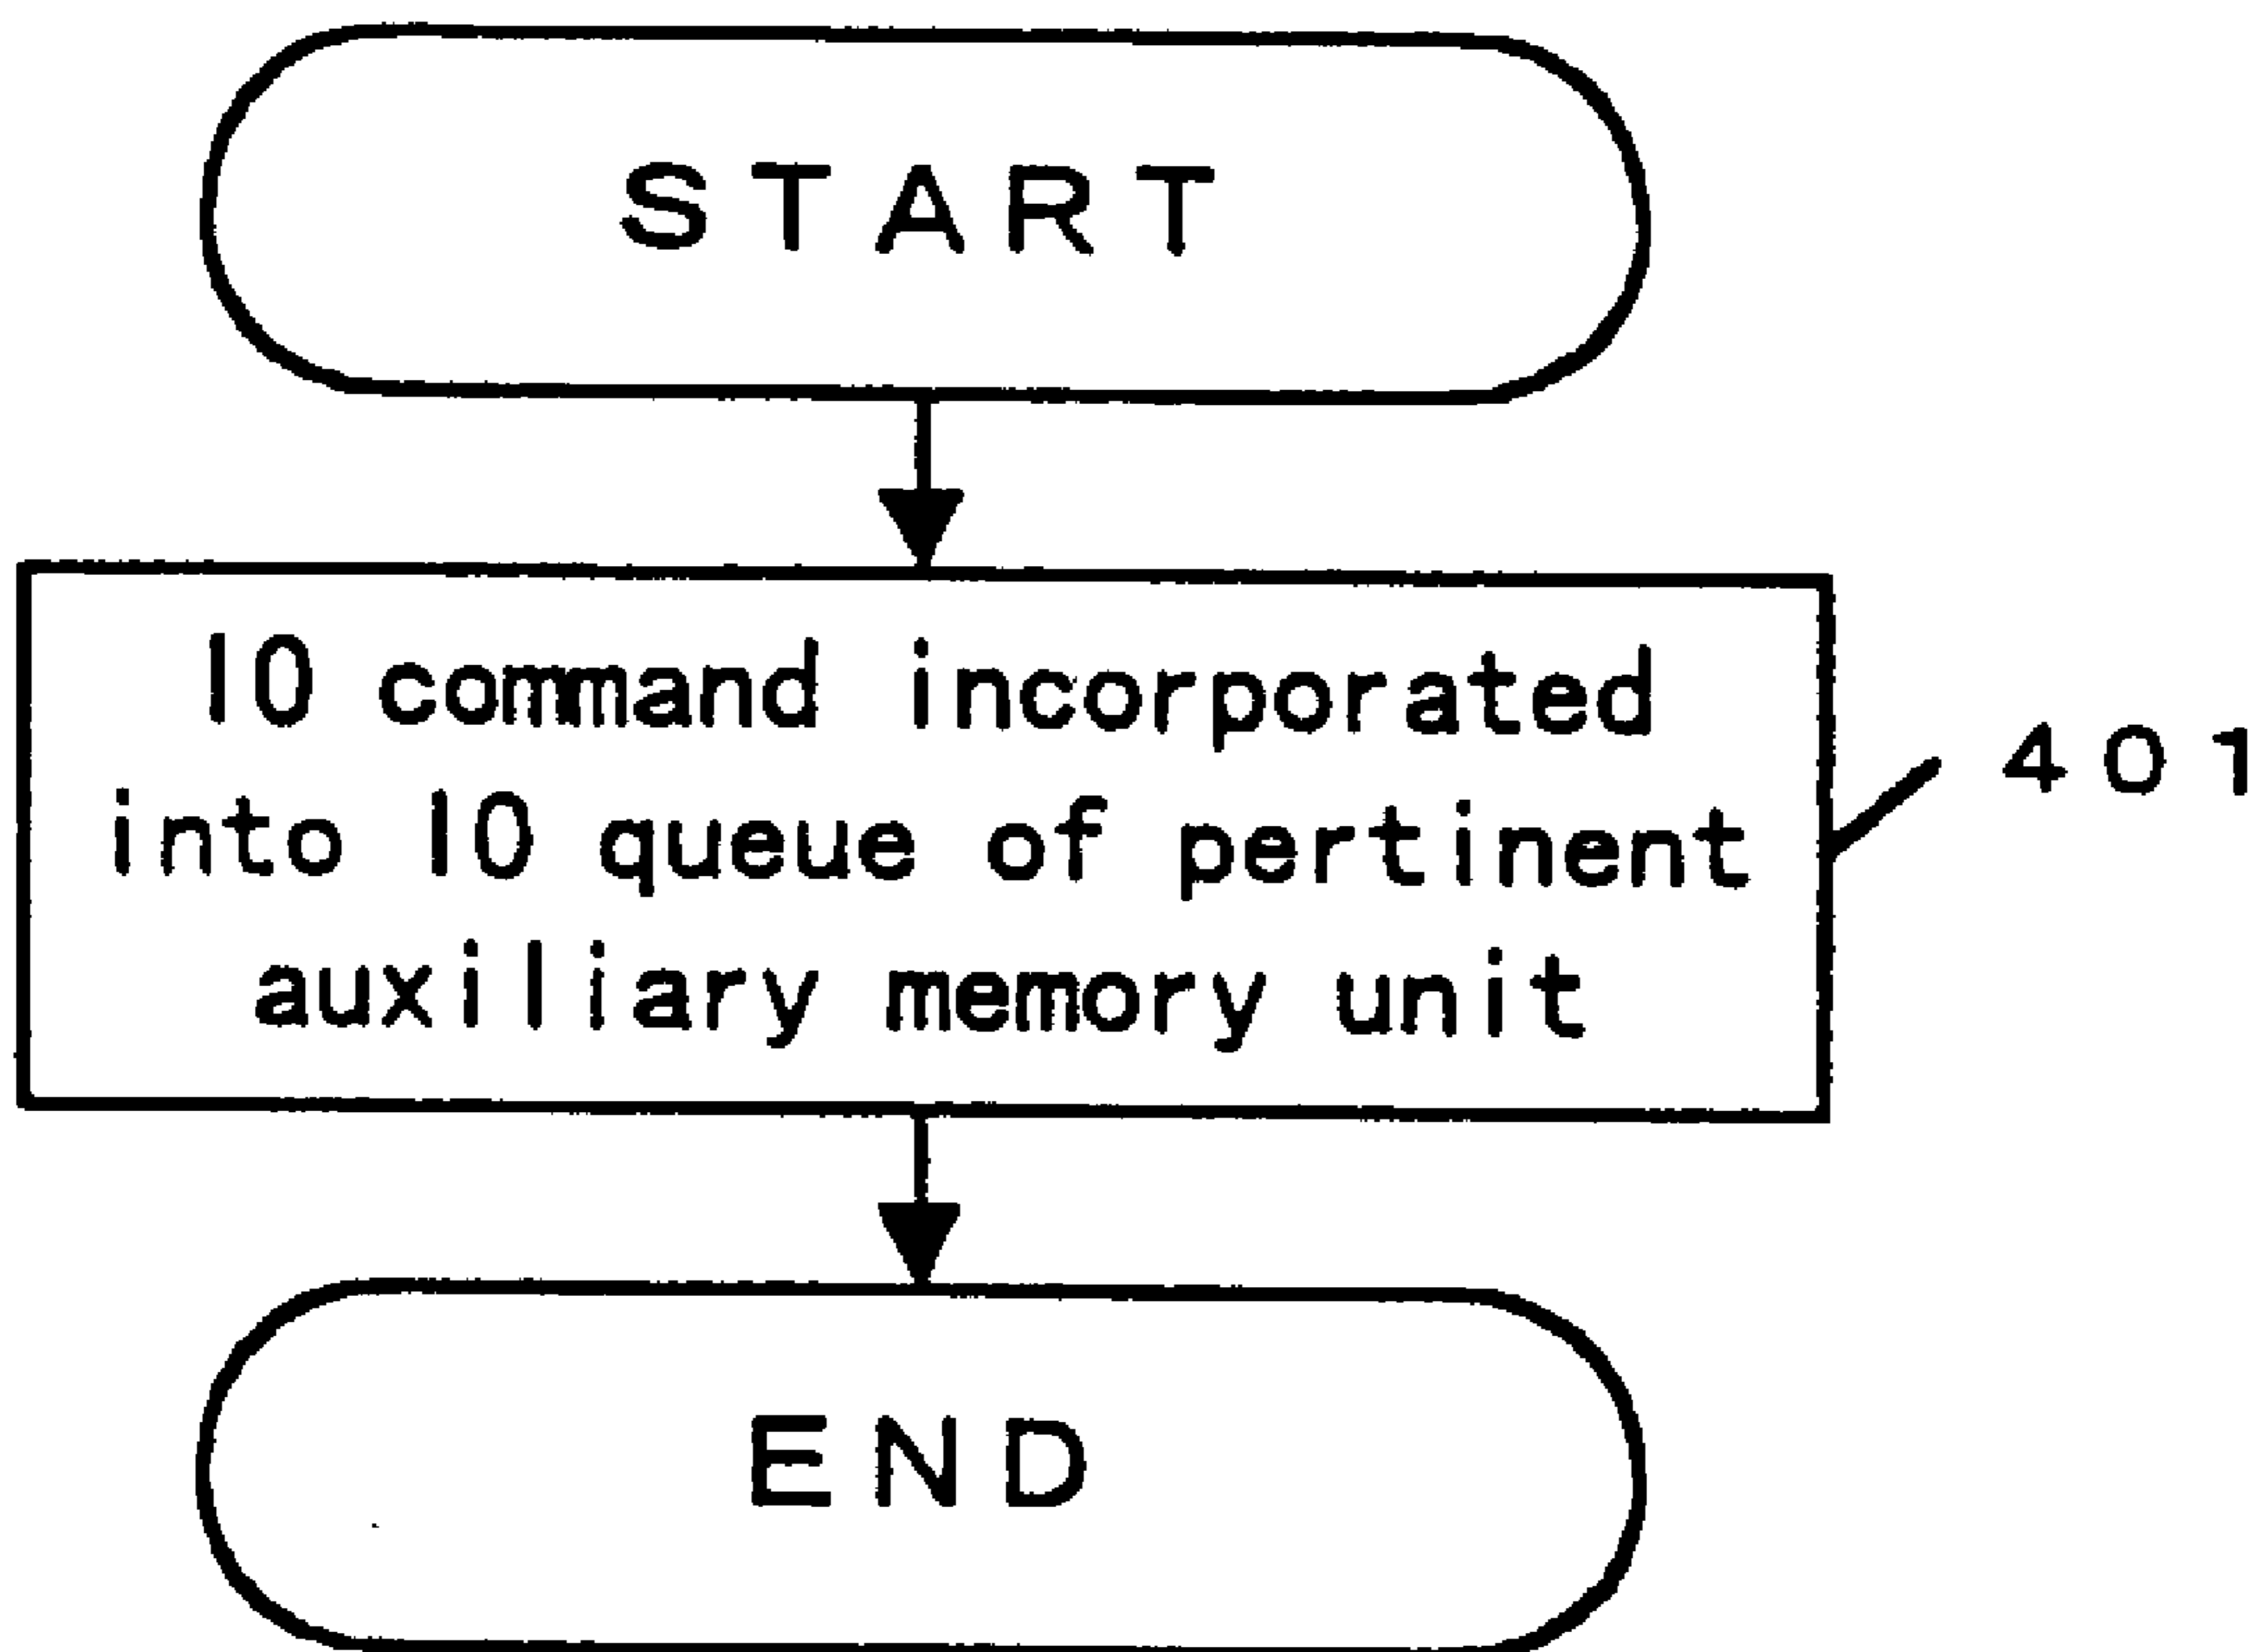 START
IO command incorporated
into IO queue of pertinent
auxiliary memory unit
401
END